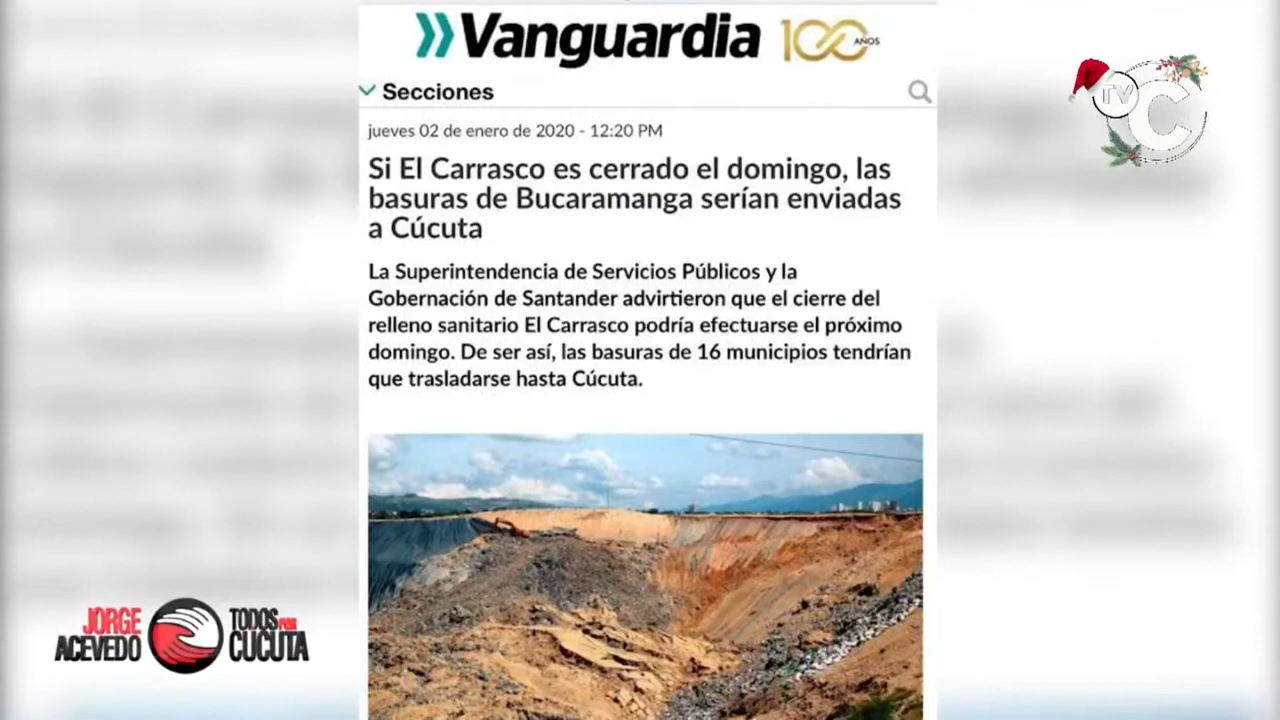 Vanguardia 100 AÑOS
Secciones
TV C
jueves 02 de enero de 2020 - 12:20 PM
Si El Carrasco es cerrado el domingo, las
basuras de Bucaramanga serían enviadas
a Cúcuta
La Superintendencia de Servicios Públicos y la
Gobernación de Santander advirtieron que el cierre del
relleno sanitario El Carrasco podría efectuarse el próximo
domingo. De ser así, las basuras de 16 municipios tendrían
que trasladarse hasta Cúcuta.
JORGE
ACEVEDO
TODOS POR
CÚCUTA